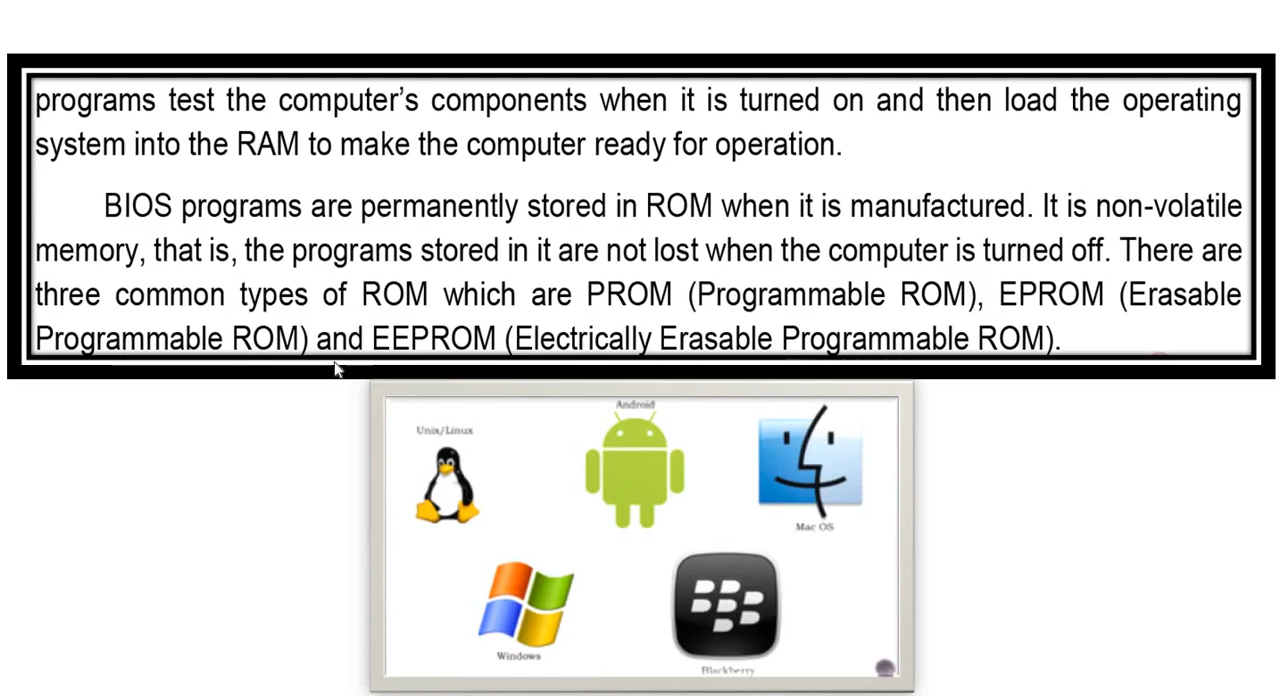 programs test the computer’s components when it is turned on and then load the operating
system into the RAM to make the computer ready for operation.
BIOS programs are permanently stored in ROM when it is manufactured. It is non-volatile
memory, that is, the programs stored in it are not lost when the computer is turned off. There are
three common types of ROM which are PROM (Programmable ROM), EPROM (Erasable
Programmable ROM) and EEPROM (Electrically Erasable Programmable ROM).
Android
Unix/Linux
Mac OS
Windows
Blackberry